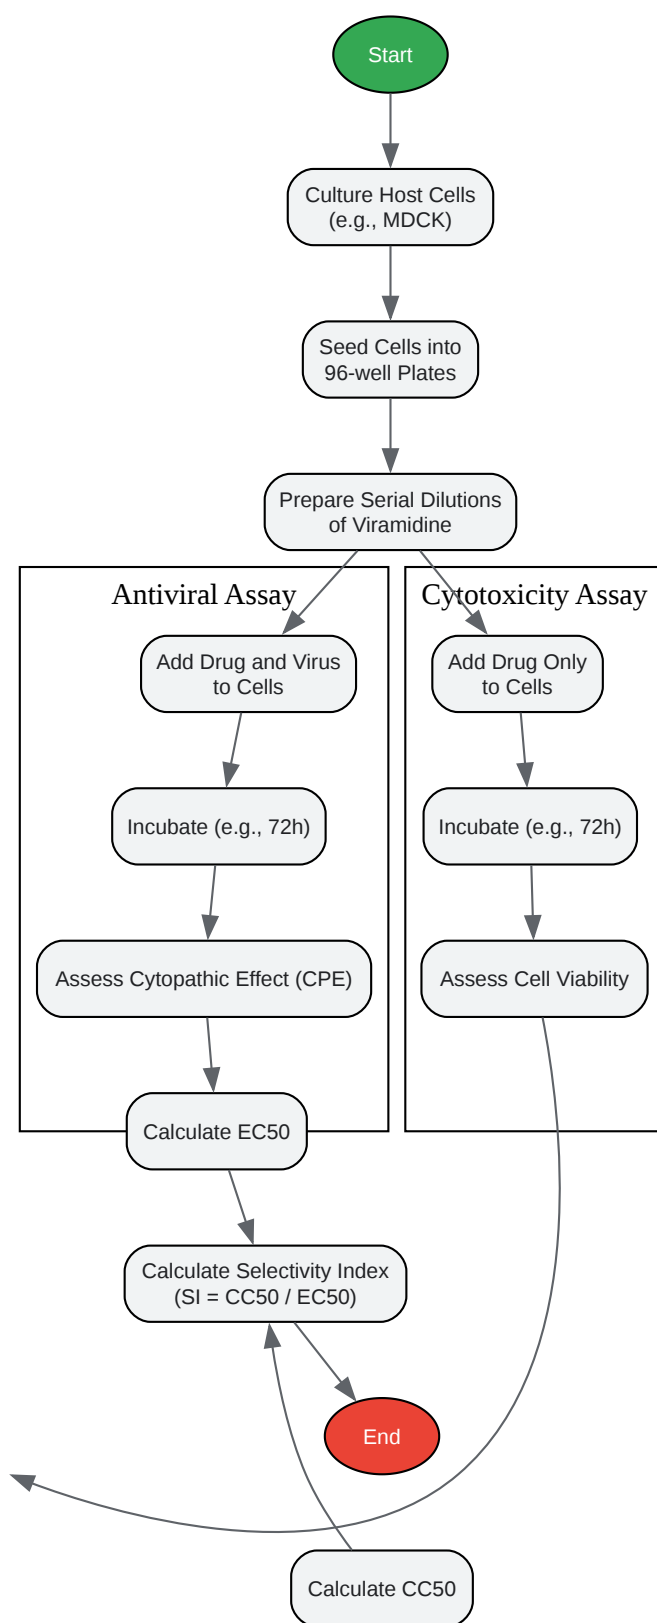 Start
Culture Host Cells
(e.g., MDCK)
Seed Cells into
96-well Plates
Prepare Serial Dilutions
of Viramidine
Antiviral Assay
Cytotoxicity Assay
Add Drug and Virus
to Cells
Add Drug Only
to Cells
Incubate (e.g., 72h)
Incubate (e.g., 72h)
Assess Cytopathic Effect (CPE)
Assess Cell Viability
Calculate EC50
Calculate Selectivity Index
(SI = CC50 / EC50)
End
Calculate CC50